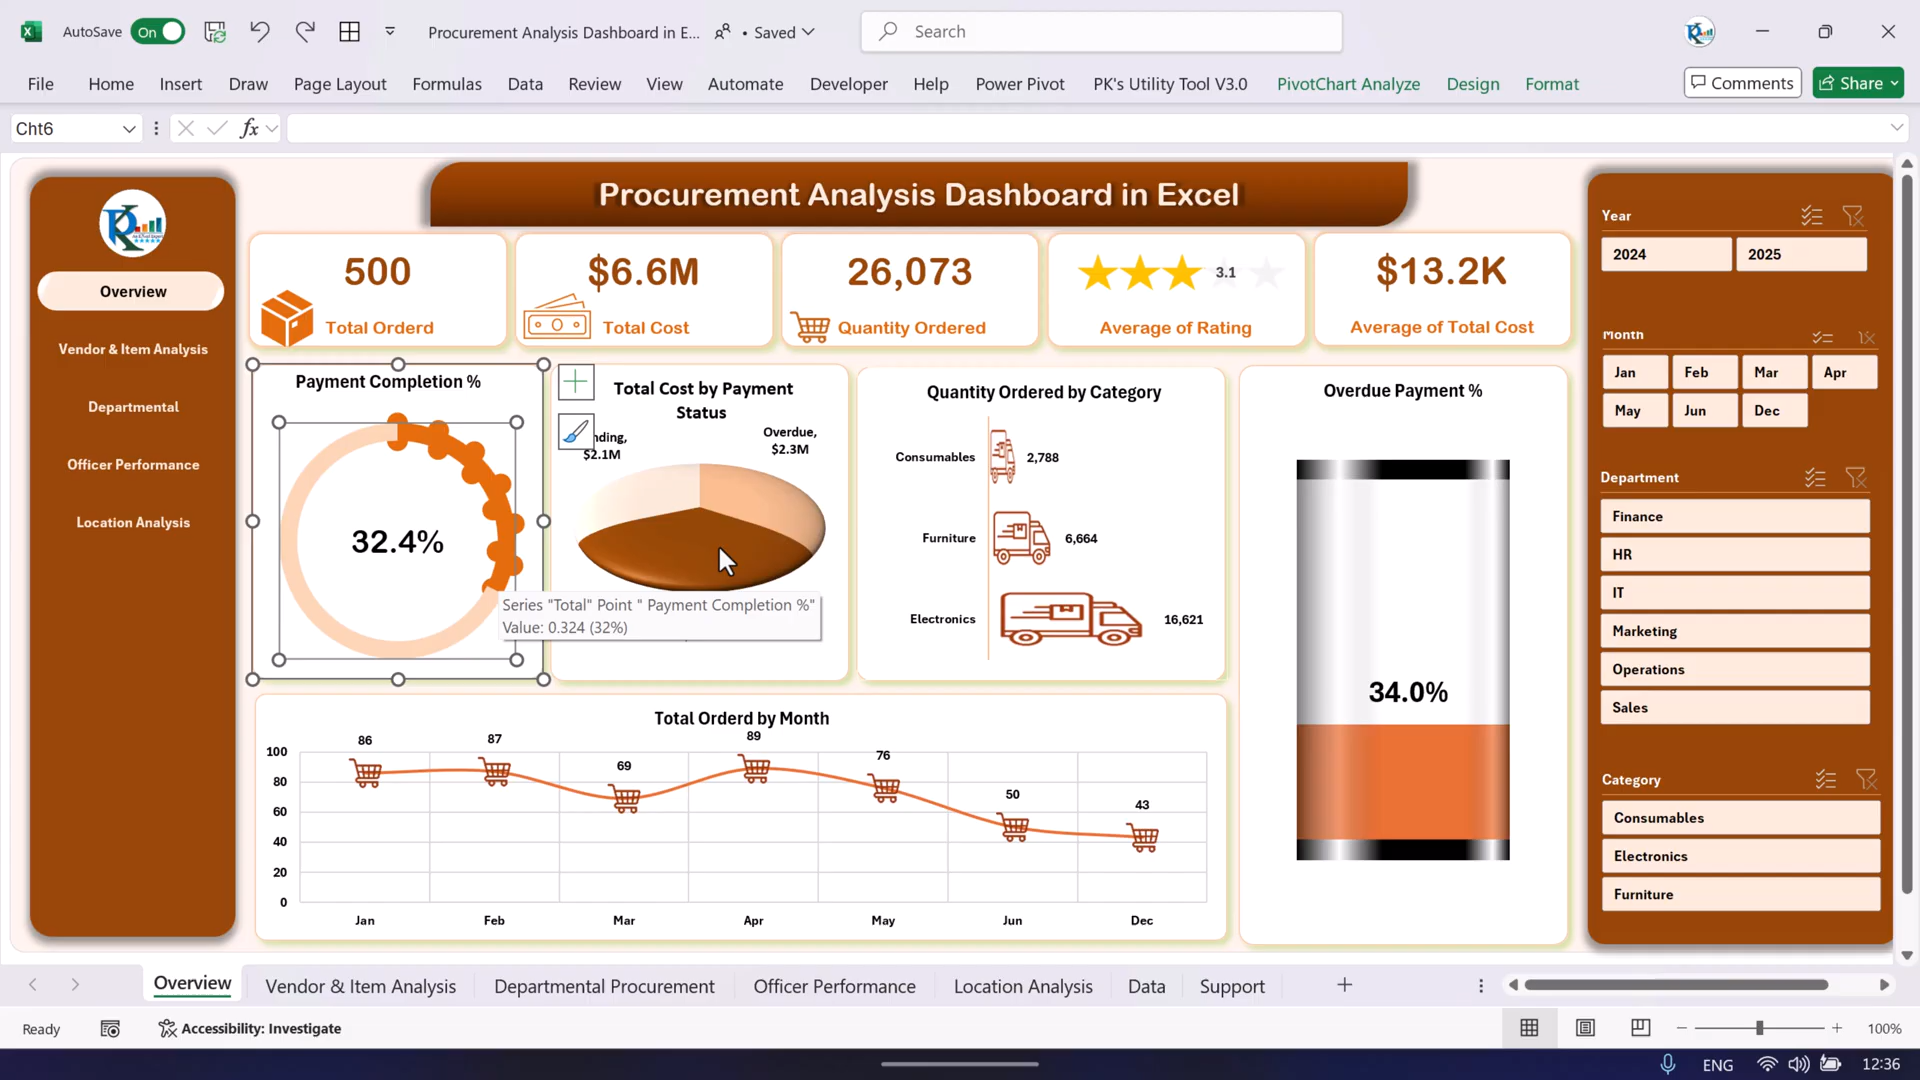 AutoSave On
Procurement Analysis Dashboard in E... • Saved
Search
File Home Insert Draw Page Layout Formulas Data Review View Automate Developer Help Power Pivot PK's Utility Tool V3.0 PivotChart Analyze Design Format Comments Share
Cht6
fx
Procurement Analysis Dashboard in Excel
Overview
Vendor & Item Analysis
Departmental
Officer Performance
Location Analysis
500
Total Orderd
$6.6M
Total Cost
26,073
Quantity Ordered
3.1
Average of Rating
$13.2K
Average of Total Cost
Payment Completion %
32.4%
Total Cost by Payment
Status
nding,
$2.1M
Overdue,
$2.3M
Series "Total" Point " Payment Completion %"
Value: 0.324 (32%)
Quantity Ordered by Category
Consumables 2,788
Furniture 6,664
Electronics 16,621
Overdue Payment %
34.0%
Total Orderd by Month
86 87 69 89 76 50 43
100
80
60
40
20
0
Jan Feb Mar Apr May Jun Dec
Year
2024 2025
Month
Jan Feb Mar Apr
May Jun Dec
Department
Finance
HR
IT
Marketing
Operations
Sales
Category
Consumables
Electronics
Furniture
Overview Vendor & Item Analysis Departmental Procurement Officer Performance Location Analysis Data Support
Ready Accessibility: Investigate 100%
ENG 12:36